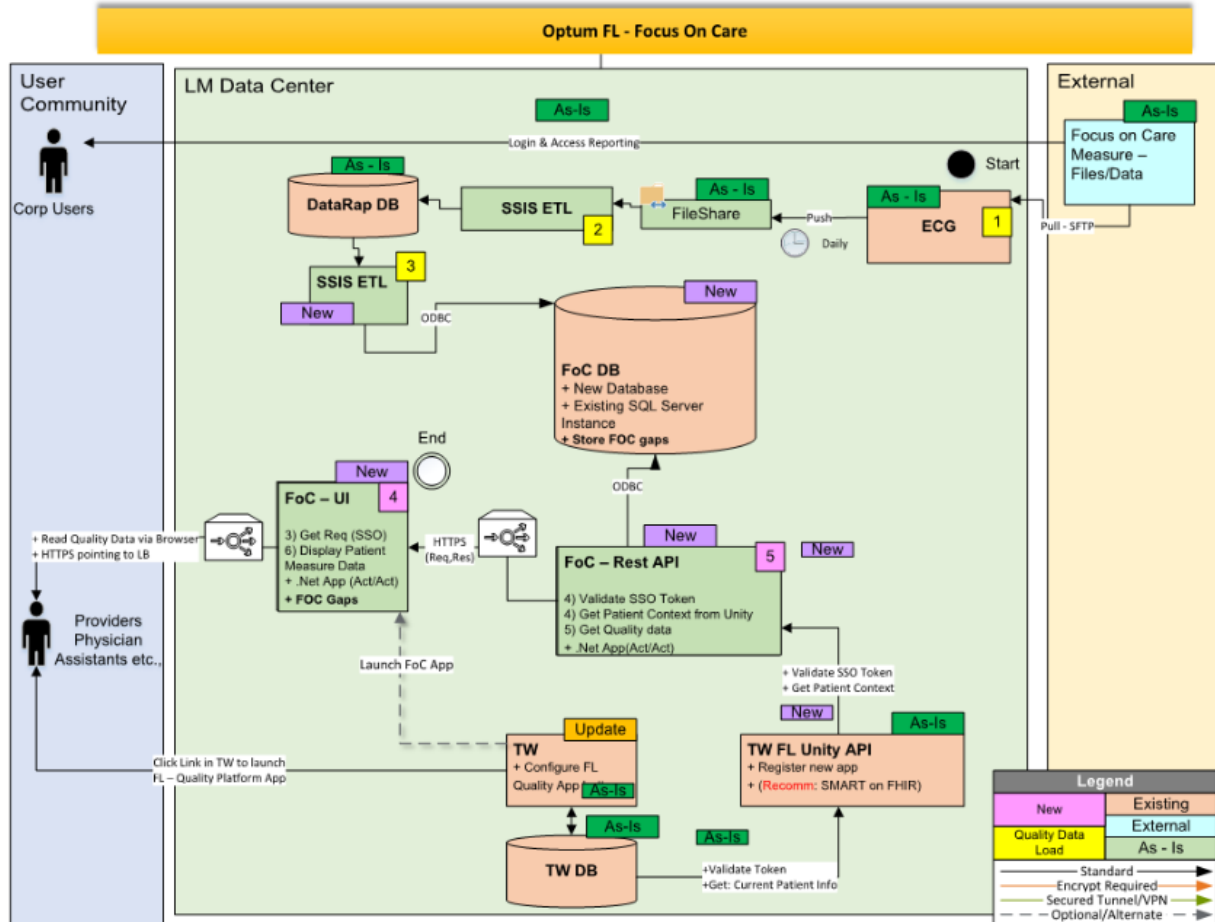 Optum FL - Focus On Care
User
Community
Corp Users
LM Data Center
As-Is
Login & Access Reporting
External
As-Is
Focus on Care
Measure –
Files/Data
Start
As - Is
DataRap DB
SSIS ETL
2
As - Is
FileShare
Push
Daily
As - Is
ECG
1
Pull - SFTP
SSIS ETL
3
New
ODBC
New
FoC DB
+ New Database
+ Existing SQL Server
Instance
+ Store FOC gaps
End
New
FoC – UI
4
3) Get Req (SSO)
6) Display Patient
Measure Data
+ .Net App (Act/Act)
+ FOC Gaps
+ Read Quality Data via Browser
+ HTTPS pointing to LB
Providers
Physician
Assistants etc.,
HTTPS
(Req,Res)
ODBC
New
New
FoC – Rest API
5
4) Validate SSO Token
4) Get Patient Context from Unity
5) Get Quality data
+ .Net App(Act/Act)
Launch FoC App
+ Validate SSO Token
+ Get Patient Context
New
Click Link in TW to launch
FL – Quality Platform App
Update
TW
+ Configure FL
Quality App
As-Is
As-Is
TW FL Unity API
+ Register new app
+ (Recomm: SMART on FHIR)
As-Is
TW DB
As-Is
+Validate Token
+Get: Current Patient Info
Legend
New
Existing
External
Quality Data
Load
As - Is
Standard
Encrypt Required
Secured Tunnel/VPN
Optional/Alternate